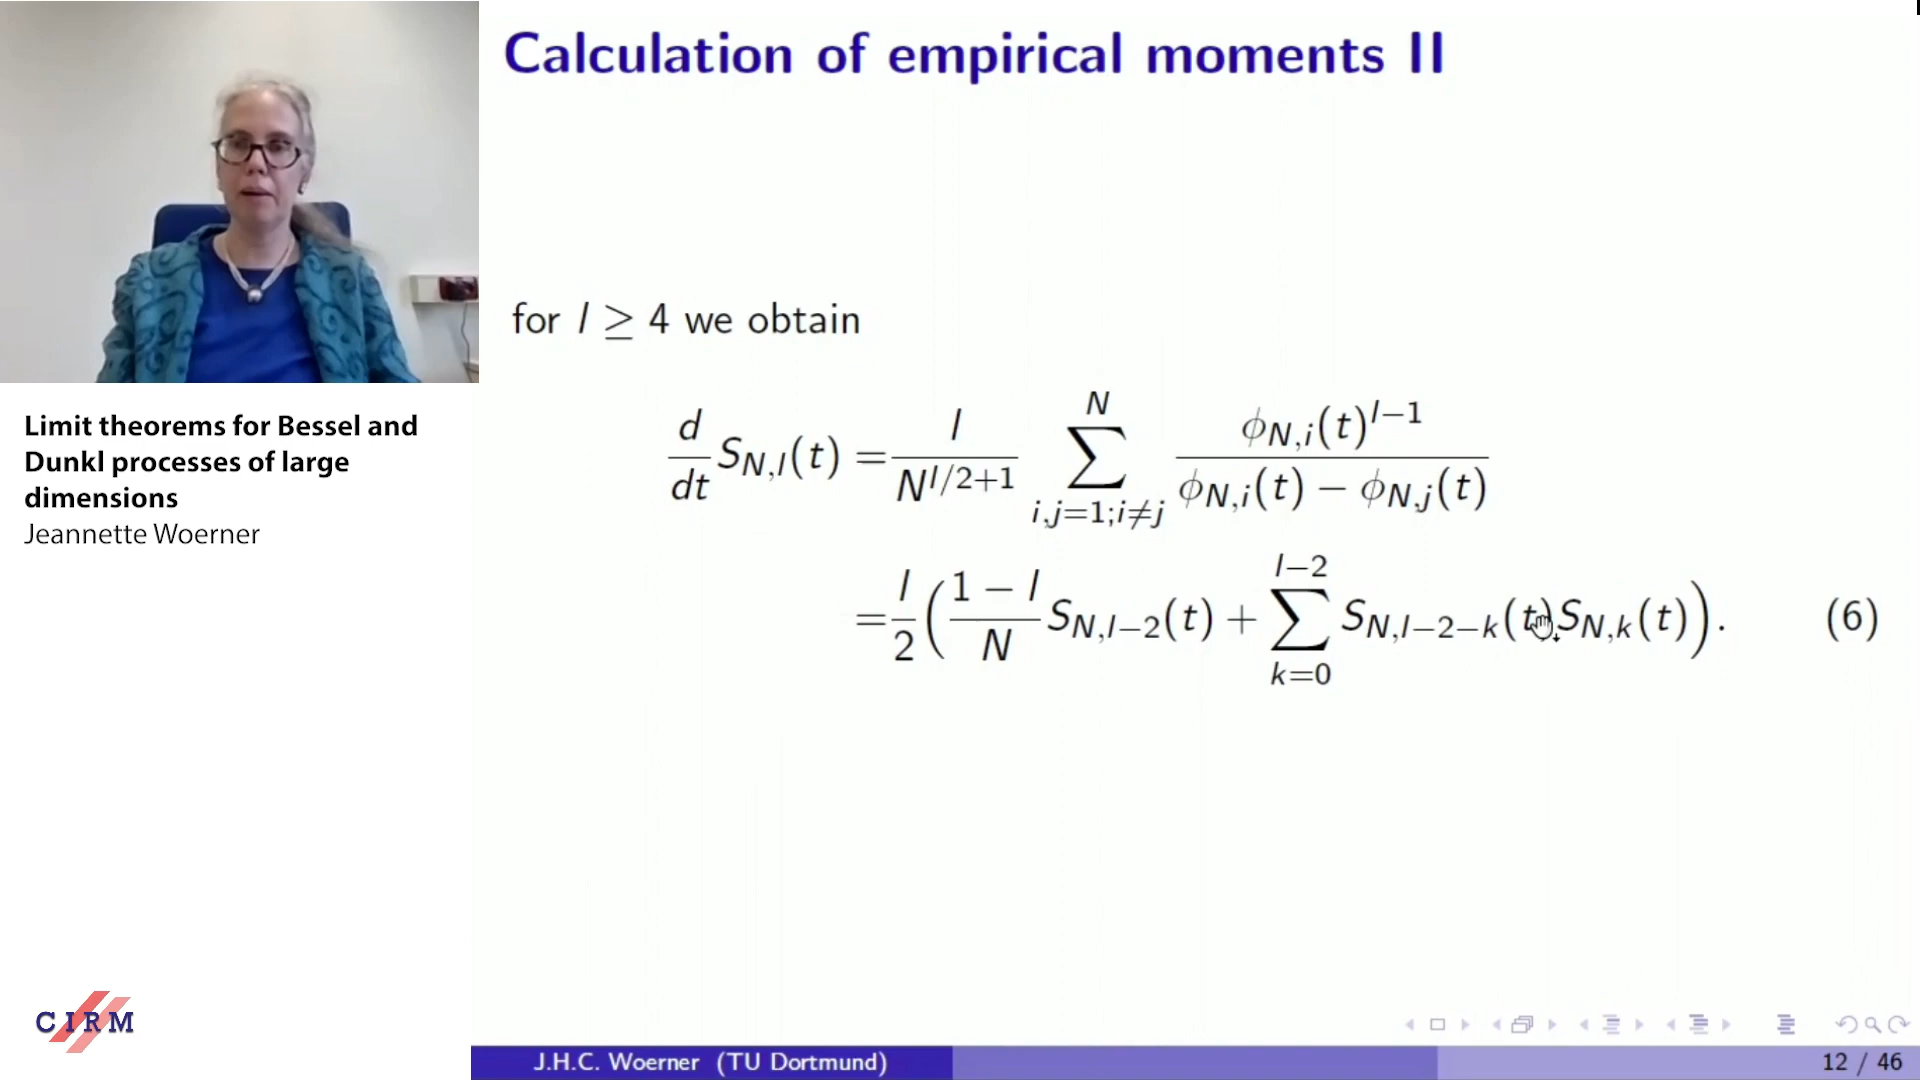 Calculation of empirical moments II
for l ≥ 4 we obtain
d/dt S_{N,l}(t) = l/N^{l/2+1} ∑_{i,j=1;i≠j}^{N} ϕ_{N,i}(t)^{l−1} / (ϕ_{N,i}(t) − ϕ_{N,j}(t))
= l/2 ( (1 − l)/N S_{N,l−2}(t) + ∑_{k=0}^{l−2} S_{N,l−2−k}(t) S_{N,k}(t) ). (6)
Limit theorems for Bessel and
Dunkl processes of large
dimensions
Jeannette Woerner
CIRM
J.H.C. Woerner (TU Dortmund)
12 / 46